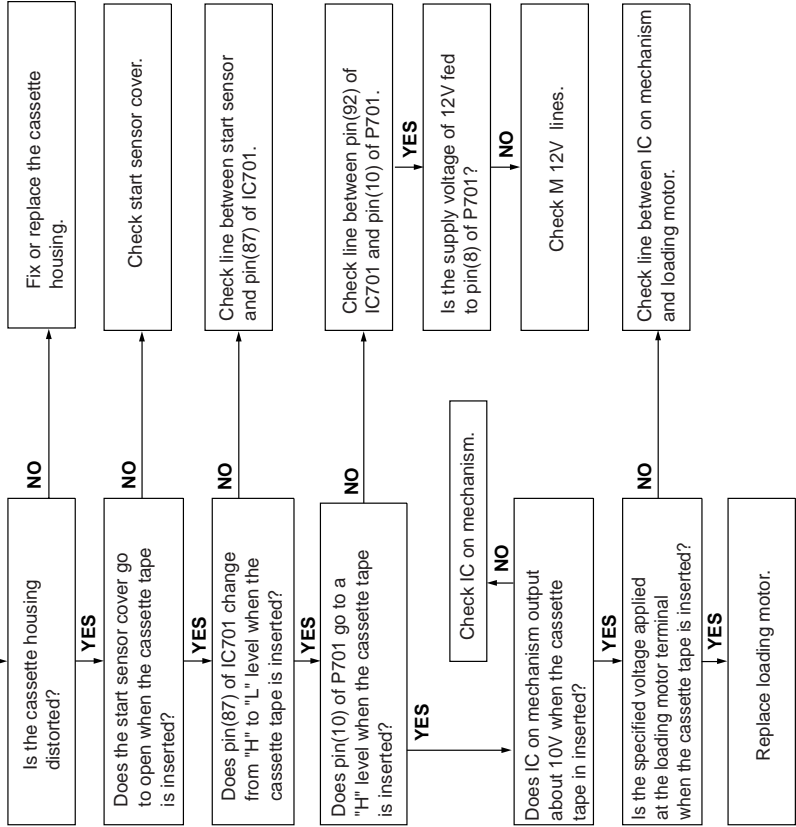 Is the cassette housing
distorted?
NO
Fix or replace the cassette
housing.
YES
Does the start sensor cover go
to open when the cassette tape
is inserted?
NO
Check start sensor cover.
YES
Does pin(87) of IC701 change
from "H" to "L" level when the
cassette tape is inserted?
NO
Check line between start sensor
and pin(87) of IC701.
YES
Does pin(10) of P701 go to a
"H" level when the cassette tape
is inserted?
NO
Check line between pin(92) of
IC701 and pin(10) of P701.
YES
Is the supply voltage of 12V fed
to pin(8) of P701?
NO
Check M 12V lines.
YES
Does IC on mechanism output
about 10V when the cassette
tape in inserted?
NO
Check IC on mechanism.
YES
Is the specified voltage applied
at the loading motor terminal
when the cassette tape is inserted?
NO
Check line between IC on mechanism
and loading motor.
YES
Replace loading motor.